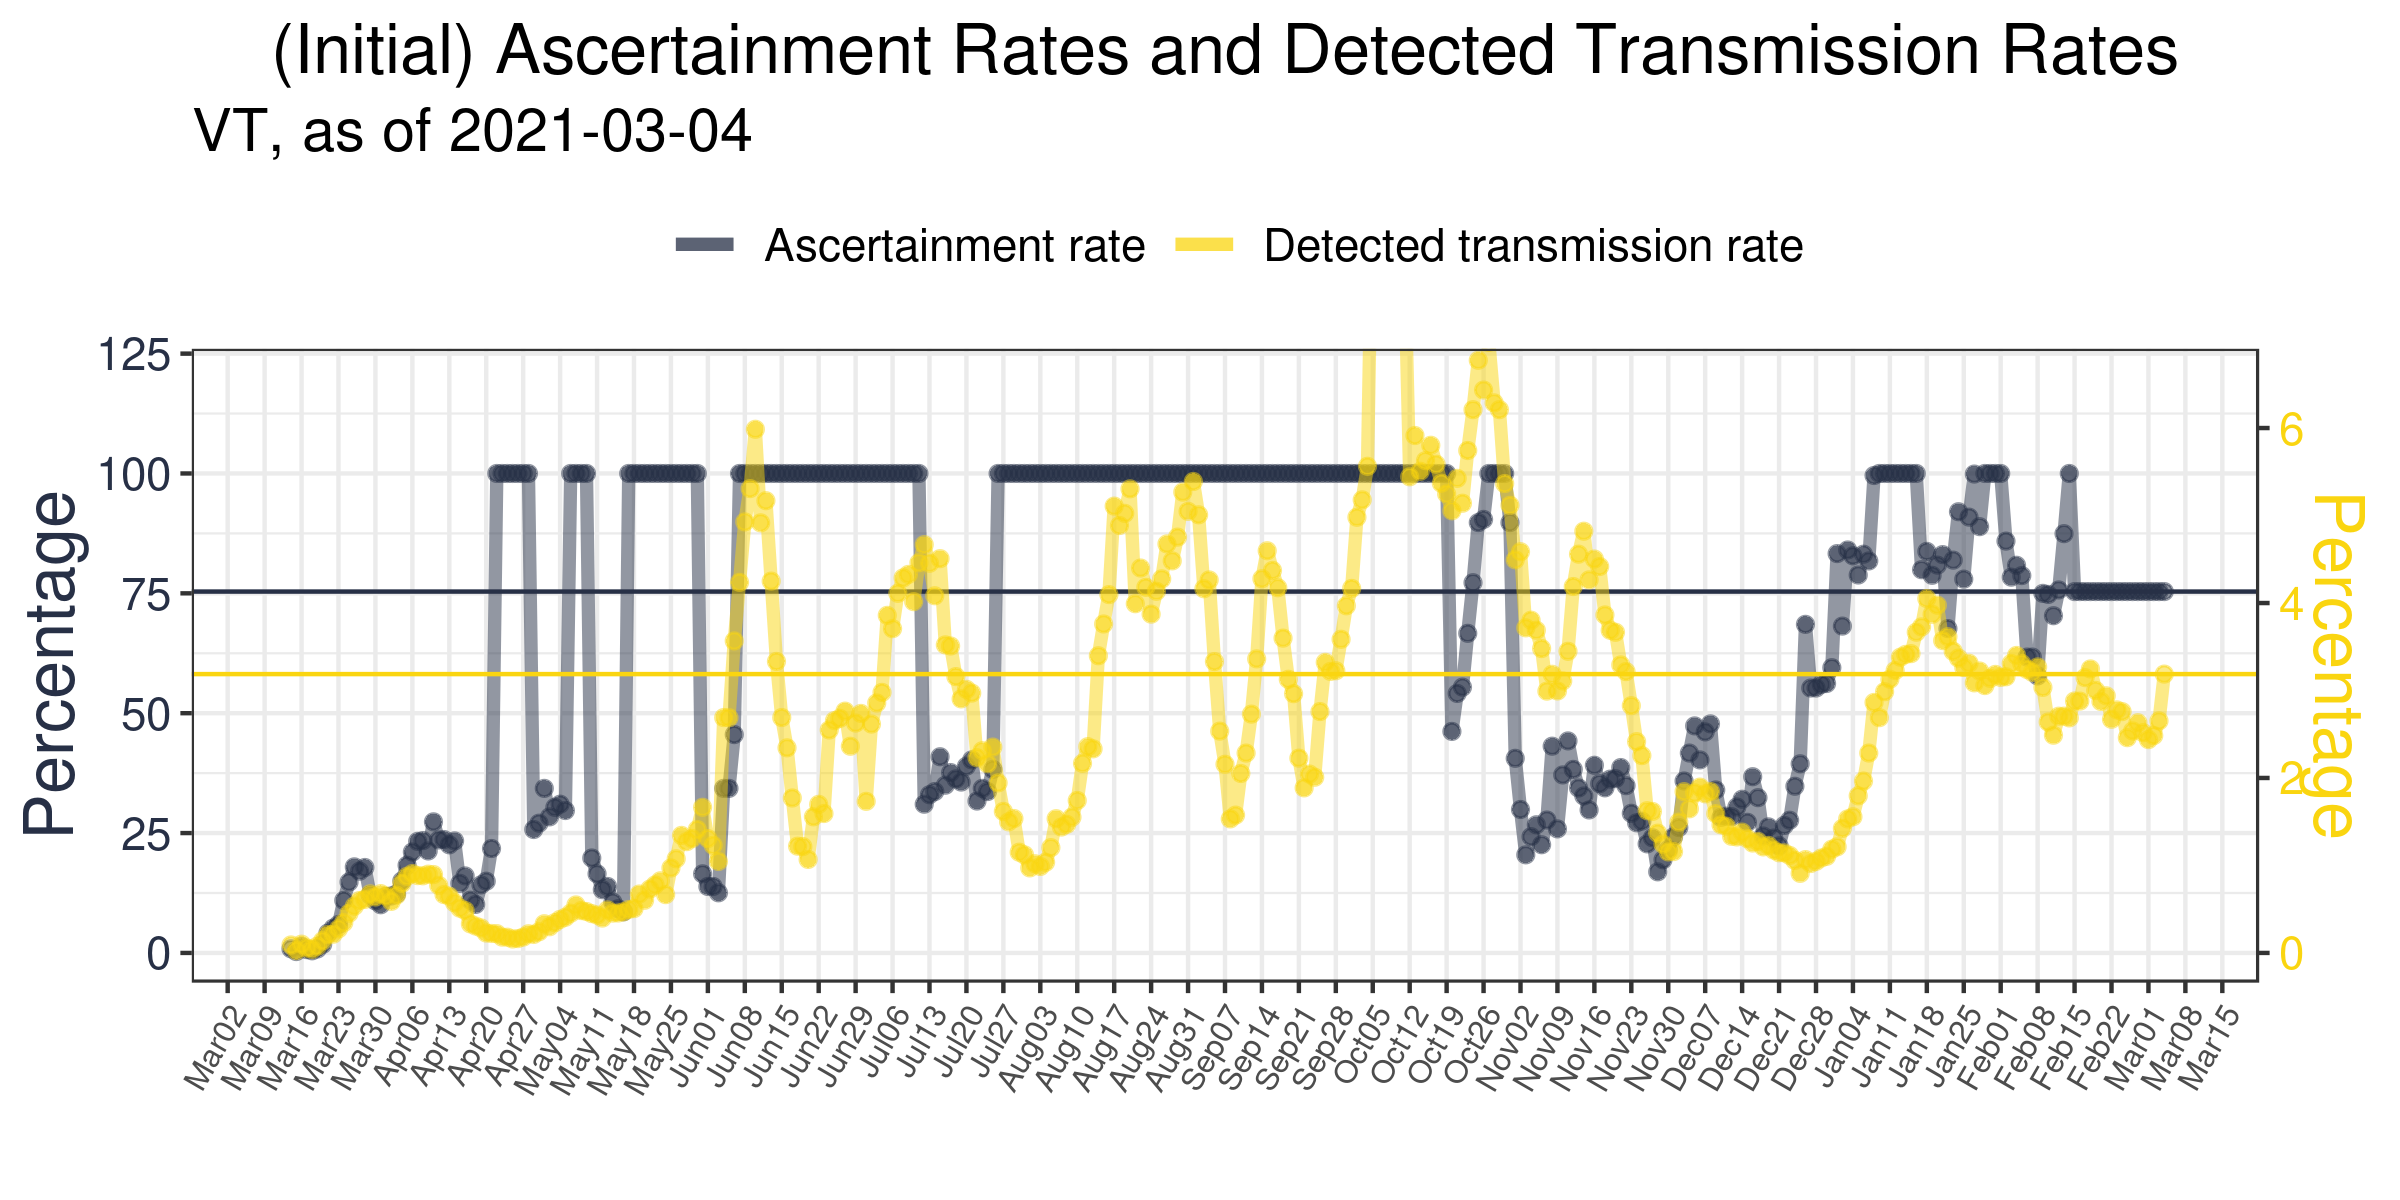 (Initial) Ascertainment Rates and Detected Transmission Rates
VT, as of 2021-03-04
Ascertainment rate
Detected transmission rate
Percentage
125
100
75
50
25
0
6
4
2
0
Percentage
Mar02
Mar09
Mar16
Mar23
Mar30
Apr06
Apr13
Apr20
Apr27
May04
May11
May18
May25
Jun01
Jun08
Jun15
Jun22
Jun29
Jul06
Jul13
Jul20
Jul27
Aug03
Aug10
Aug17
Aug24
Aug31
Sep07
Sep14
Sep21
Sep28
Oct05
Oct12
Oct19
Oct26
Nov02
Nov09
Nov16
Nov23
Nov30
Dec07
Dec14
Dec21
Dec28
Jan04
Jan11
Jan18
Jan25
Feb01
Feb08
Feb15
Feb22
Mar01
Mar08
Mar15